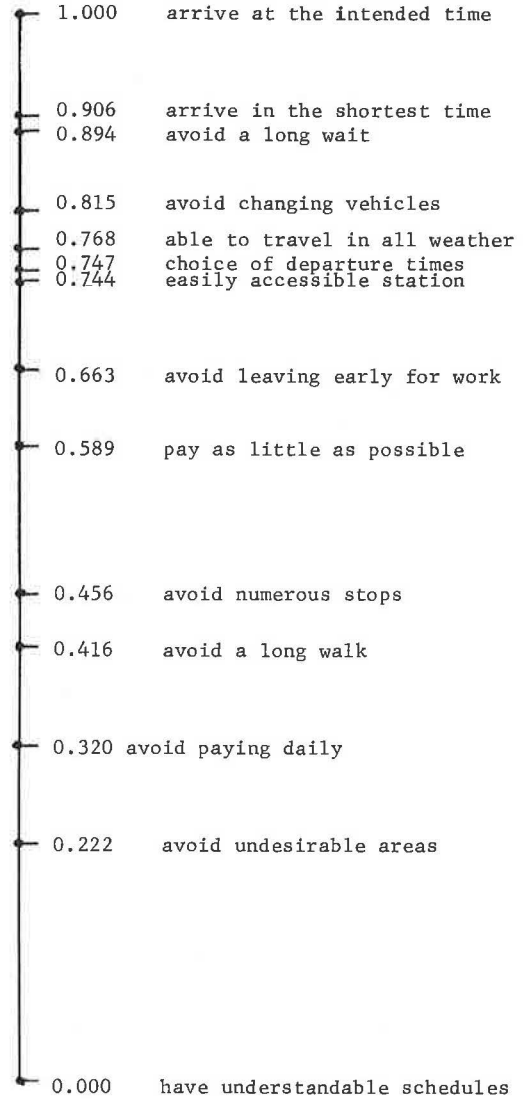 1.000 arrive at the intended time
0.906 arrive in the shortest time
0.894 avoid a long wait
0.815 avoid changing vehicles
0.768 able to travel in all weather
0.747 choice of departure times
0.744 easily accessible station
0.663 avoid leaving early for work
0.589 pay as little as possible
0.456 avoid numerous stops
0.416 avoid a long walk
0.320 avoid paying daily
0.222 avoid undesirable areas
0.000 have understandable schedules